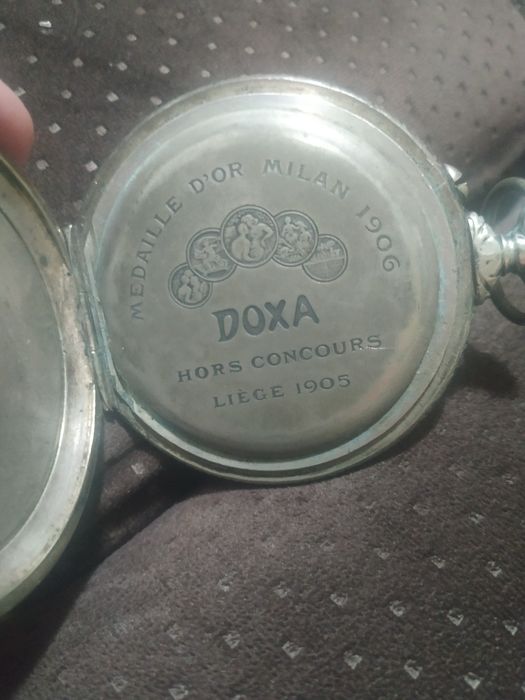 MEDAILLE D'OR MILAN 1906
DOXA
HORS CONCOURS
LIÈGE 1905